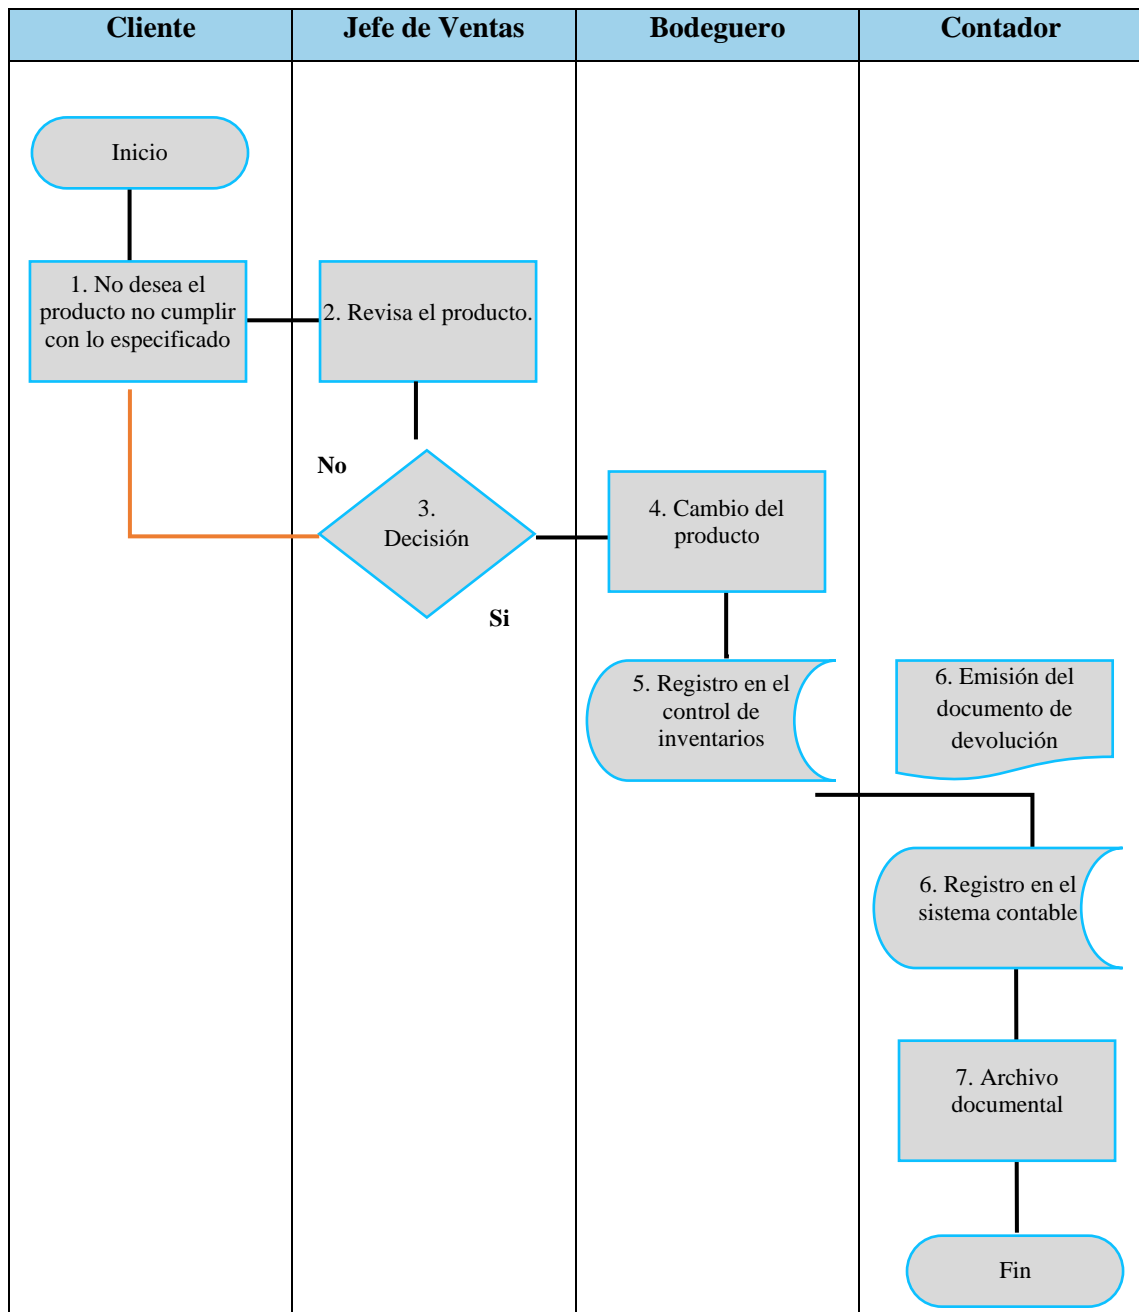 Cliente
Jefe de Ventas
Bodeguero
Contador
Inicio
1. No desea el
producto no cumplir
con lo especificado
2. Revisa el producto.
No
3.
Decisión
Si
4. Cambio del
producto
5. Registro en el
control de
inventarios
6. Emisión del
documento de
devolución
6. Registro en el
sistema contable
7. Archivo
documental
Fin